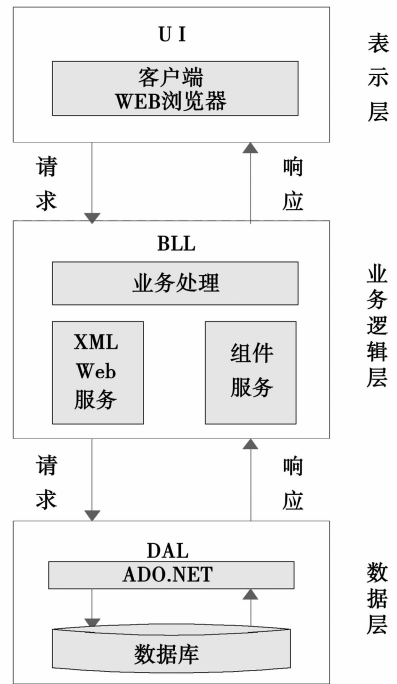 UI
客户端
WEB浏览器
表示层
请求
响应
BLL
业务处理
XML
Web
服务
组件
服务
业务逻辑层
请求
响应
DAL
ADO.NET
数据库
数据层